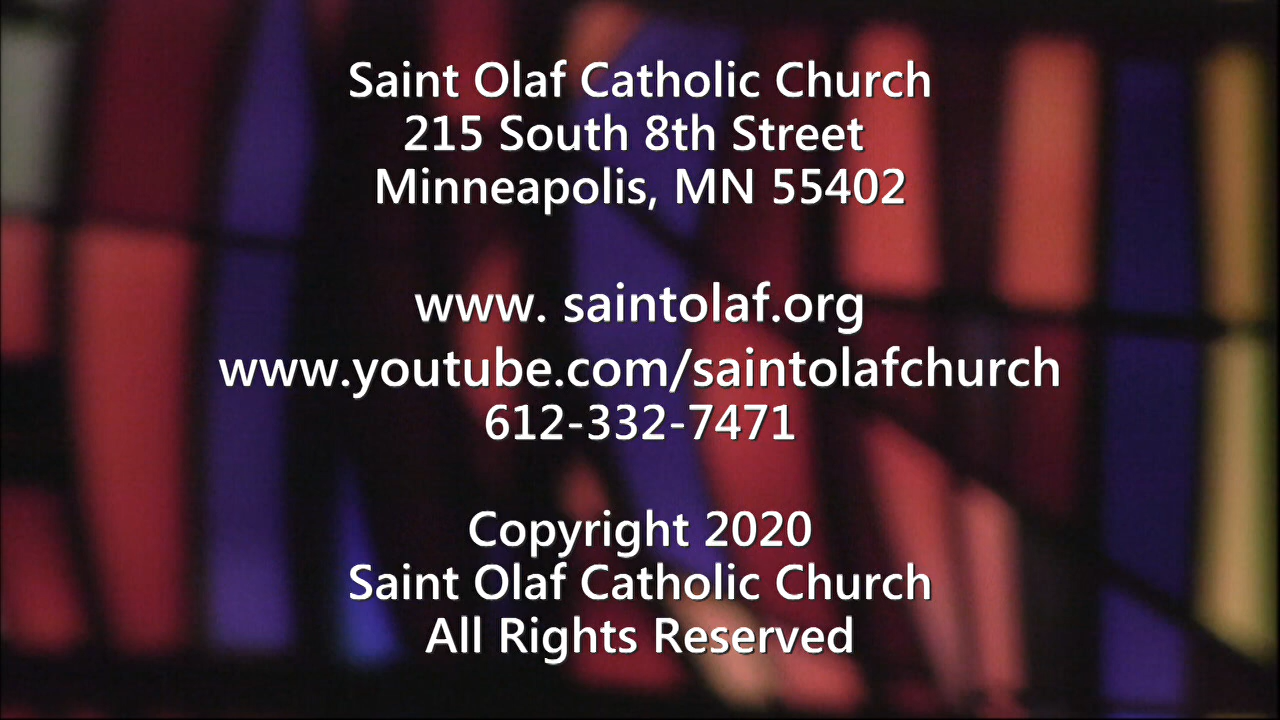 Saint Olaf Catholic Church
215 South 8th Street
Minneapolis, MN 55402
www. saintolaf.org
www.youtube.com/saintolafchurch
612-332-7471
Copyright 2020
Saint Olaf Catholic Church
All Rights Reserved